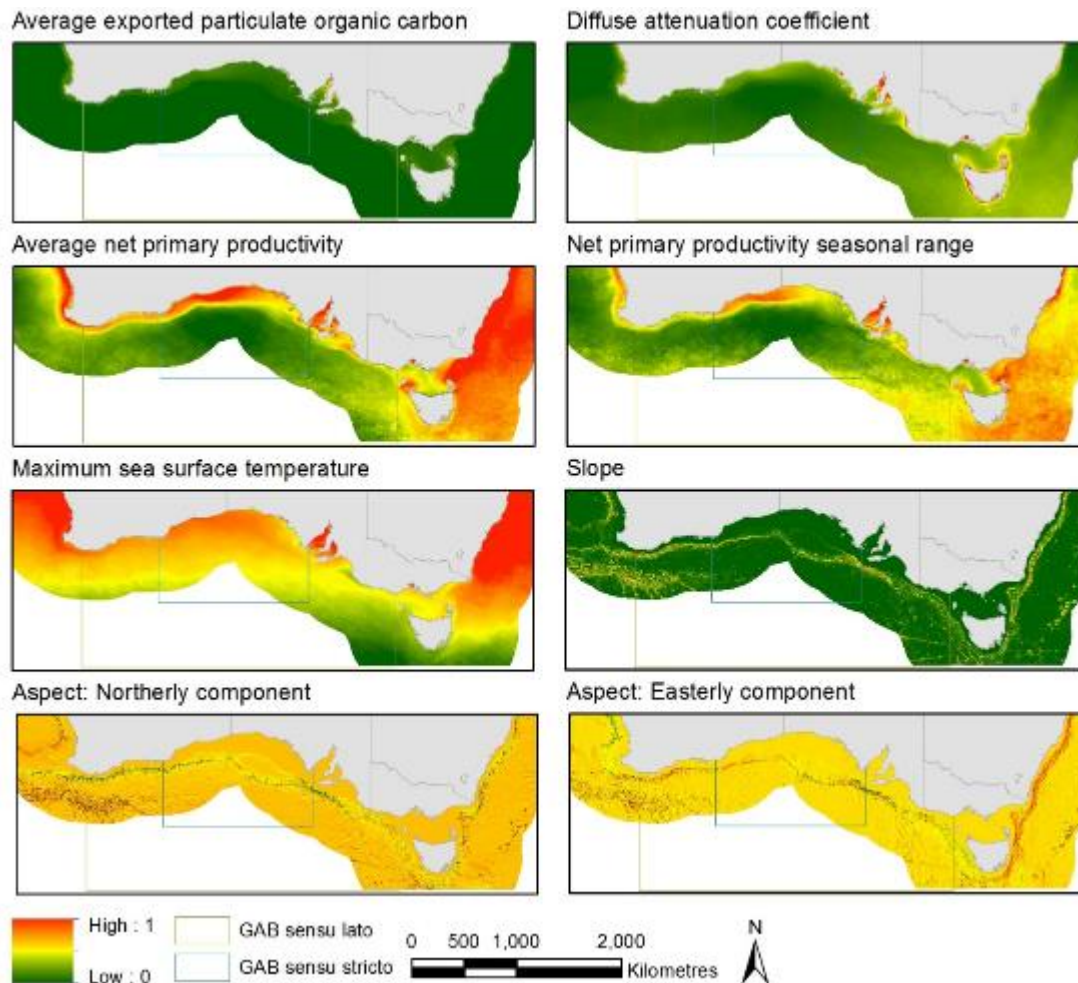 Average exported particulate organic carbon
Diffuse attenuation coefficient
Average net primary productivity
Net primary productivity seasonal range
Maximum sea surface temperature
Slope
Aspect: Northerly component
Aspect: Easterly component
High : 1
Low : 0
GAB sensu lato
GAB sensu stricto
0 500 1,000 2,000
Kilometres
N